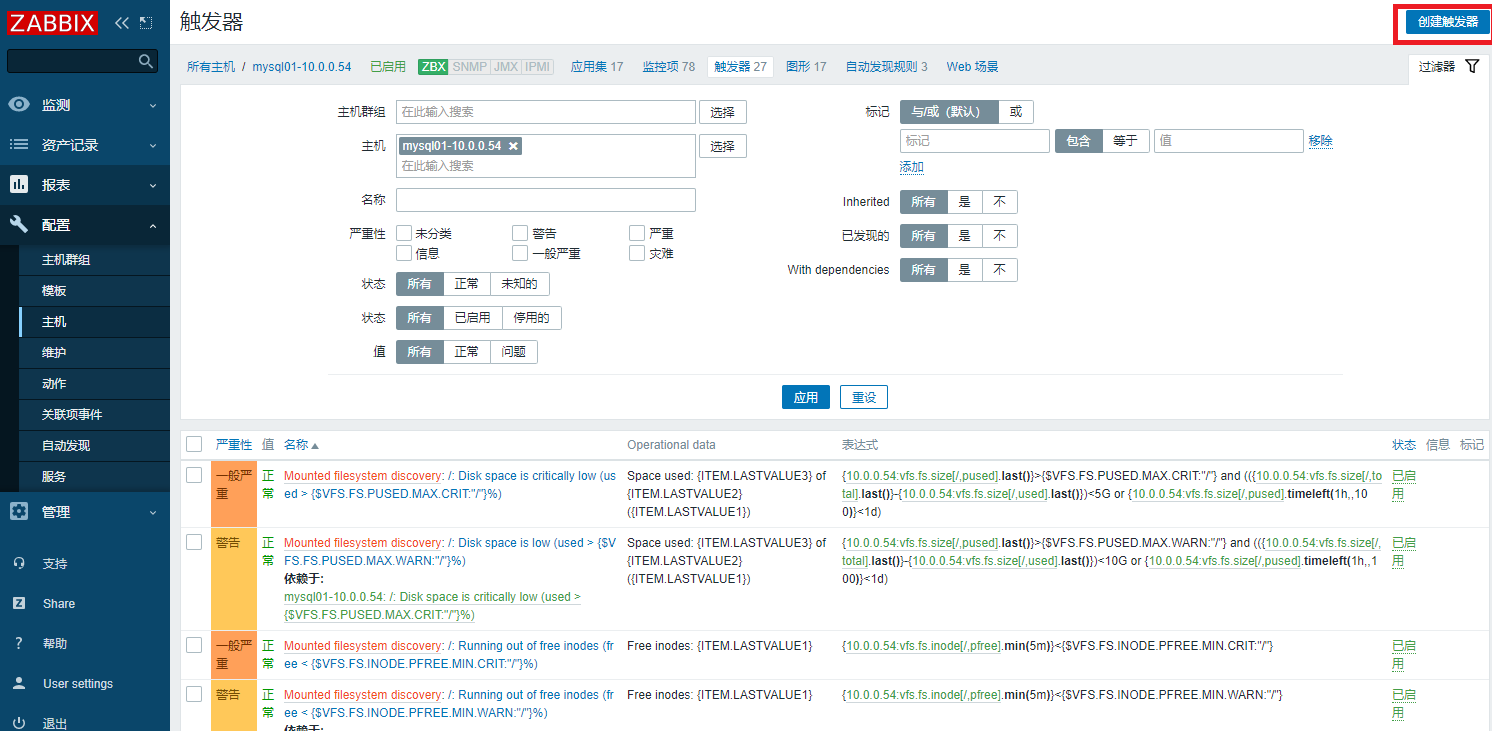 ZABBIX
监测
资产记录
报表
配置
主机群组
模板
主机
维护
动作
关联项事件
自动发现
服务
管理
支持
Share
帮助
User settings
退出
触发器
创建触发器
所有主机 / mysql01-10.0.0.54 已启用 ZBX SNMP JMX IPMI 应用集 17 监控项 78 触发器 27 图形 17 自动发现规则 3 Web 场景
过滤器
主机群组 在此输入搜索 选择
主机 mysql01-10.0.0.54 选择
在此输入搜索
名称
严重性 未分类 警告 严重
信息 一般严重 灾难
状态 所有 正常 未知的
状态 所有 已启用 停用的
值 所有 正常 问题
标记 与/或（默认） 或
标记 包含 等于 值 移除
添加
Inherited 所有 是 不
已发现的 所有 是 不
With dependencies 所有 是 不
应用 重设
严重性 值 名称 Operational data 表达式 状态 信息 标记
一般严 正 Mounted filesystem discovery: /: Disk space is critically low (us Space used: {ITEM.LASTVALUE3} of {10.0.0.54:vfs.fs.size[/,pused].last()}>{$VFS.FS.PUSED.MAX.CRIT:"/"} and (({10.0.0.54:vfs.fs.size[/,to 已启
重 常 ed > {$VFS.FS.PUSED.MAX.CRIT:"/"}%) {ITEM.LASTVALUE2} tal].last()}-{10.0.0.54:vfs.fs.size[/,used].last()})<5G or {10.0.0.54:vfs.fs.size[/,pused].timeleft(1h,,10 用
({ITEM.LASTVALUE1}) 0)}<1d)
警告 正 Mounted filesystem discovery: /: Disk space is low (used > {$V Space used: {ITEM.LASTVALUE3} of {10.0.0.54:vfs.fs.size[/,pused].last()}>{$VFS.FS.PUSED.MAX.WARN:"/"} and (({10.0.0.54:vfs.fs.size[/, 已启
常 FS.FS.PUSED.MAX.WARN:"/"}%) {ITEM.LASTVALUE2} total].last()}-{10.0.0.54:vfs.fs.size[/,used].last()})<10G or {10.0.0.54:vfs.fs.size[/,pused].timeleft(1h,,1 用
依赖于: ({ITEM.LASTVALUE1}) 00)}<1d)
mysql01-10.0.0.54: /: Disk space is critically low (used >
{$VFS.FS.PUSED.MAX.CRIT:"/"}%)
一般严 正 Mounted filesystem discovery: /: Running out of free inodes (fr Free inodes: {ITEM.LASTVALUE1} {10.0.0.54:vfs.fs.inode[/,pfree].min(5m)}<{$VFS.FS.INODE.PFREE.MIN.CRIT:"/"} 已启
重 常 ee < {$VFS.FS.INODE.PFREE.MIN.CRIT:"/"}%) 用
警告 正 Mounted filesystem discovery: /: Running out of free inodes (fr Free inodes: {ITEM.LASTVALUE1} {10.0.0.54:vfs.fs.inode[/,pfree].min(5m)}<{$VFS.FS.INODE.PFREE.MIN.WARN:"/"} 已启
常 ee < {$VFS.FS.INODE.PFREE.MIN.WARN:"/"}%) 用
依赖于: